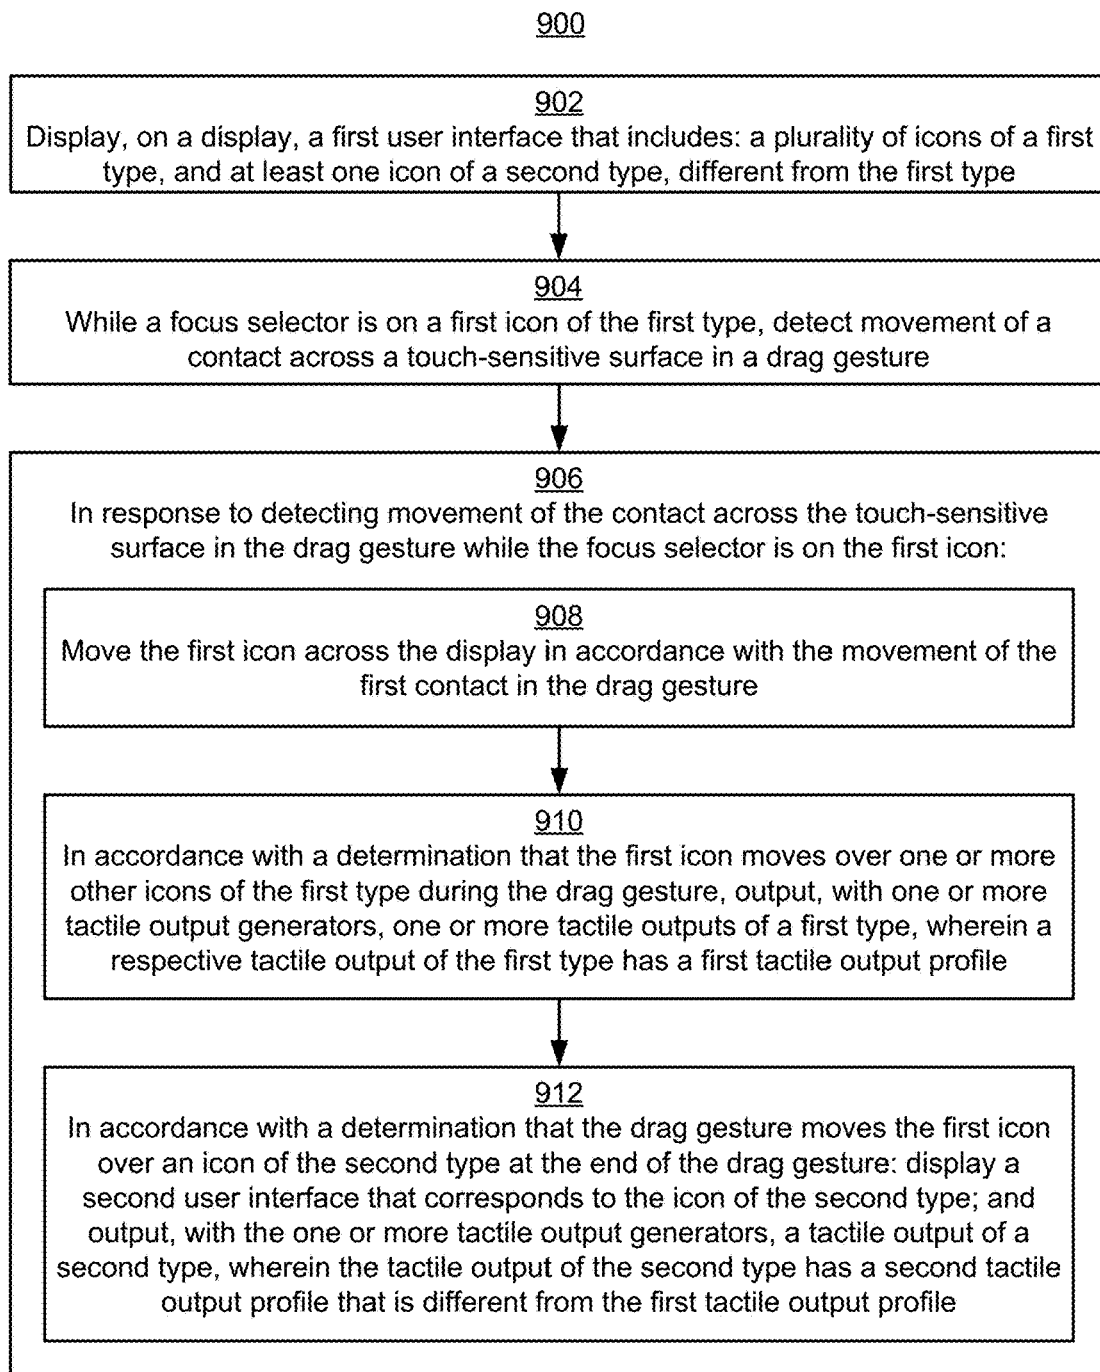 900
902
Display, on a display, a first user interface that includes: a plurality of icons of a first
type, and at least one icon of a second type, different from the first type
904
While a focus selector is on a first icon of the first type, detect movement of a
contact across a touch-sensitive surface in a drag gesture
906
In response to detecting movement of the contact across the touch-sensitive
surface in the drag gesture while the focus selector is on the first icon:
908
Move the first icon across the display in accordance with the movement of the
first contact in the drag gesture
910
In accordance with a determination that the first icon moves over one or more
other icons of the first type during the drag gesture, output, with one or more
tactile output generators, one or more tactile outputs of a first type, wherein a
respective tactile output of the first type has a first tactile output profile
912
In accordance with a determination that the drag gesture moves the first icon
over an icon of the second type at the end of the drag gesture: display a
second user interface that corresponds to the icon of the second type; and
output, with the one or more tactile output generators, a tactile output of a
second type, wherein the tactile output of the second type has a second tactile
output profile that is different from the first tactile output profile